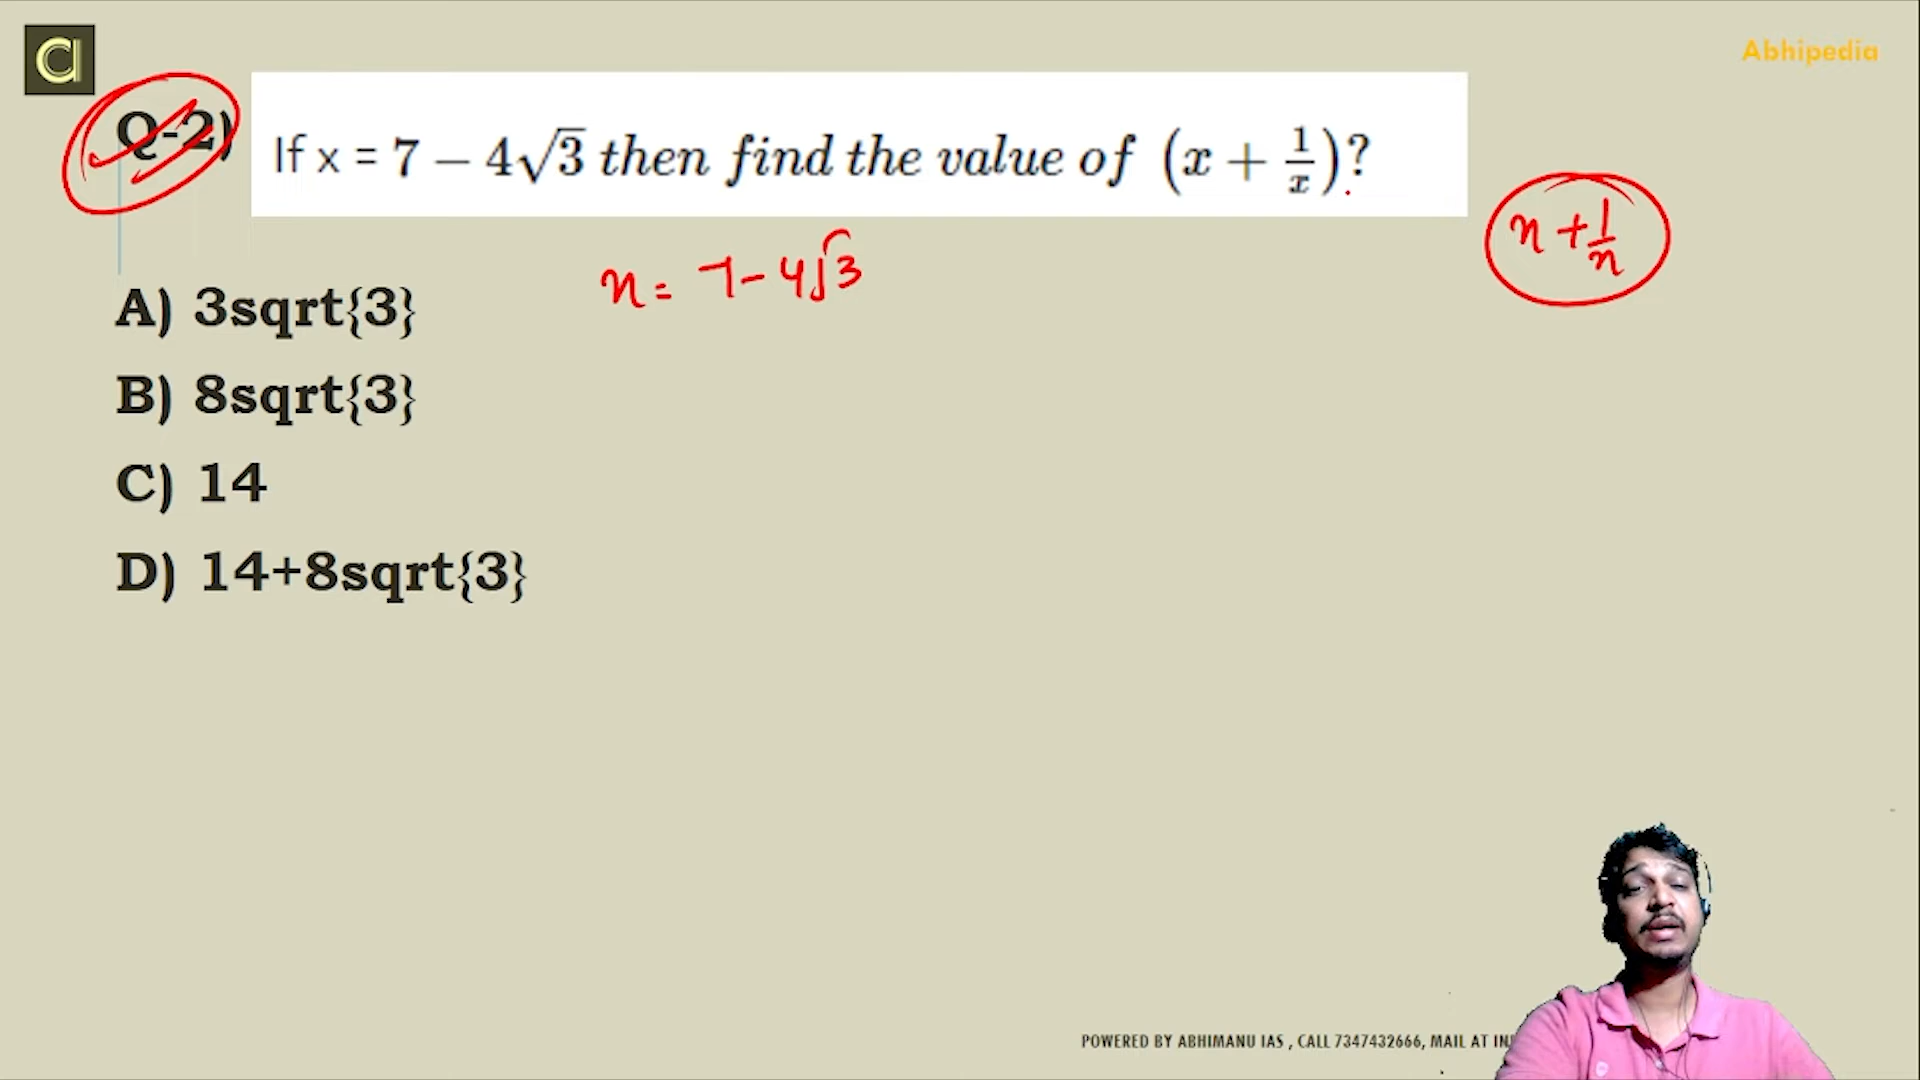 Abhipedia
Q-2) If x = 7 − 4√3 then find the value of (x + 1/x)?
x + 1/x
x = 7 - 4√3
A) 3sqrt{3}
B) 8sqrt{3}
C) 14
D) 14+8sqrt{3}
POWERED BY ABHIMANU IAS , CALL 7347432666, MAIL AT